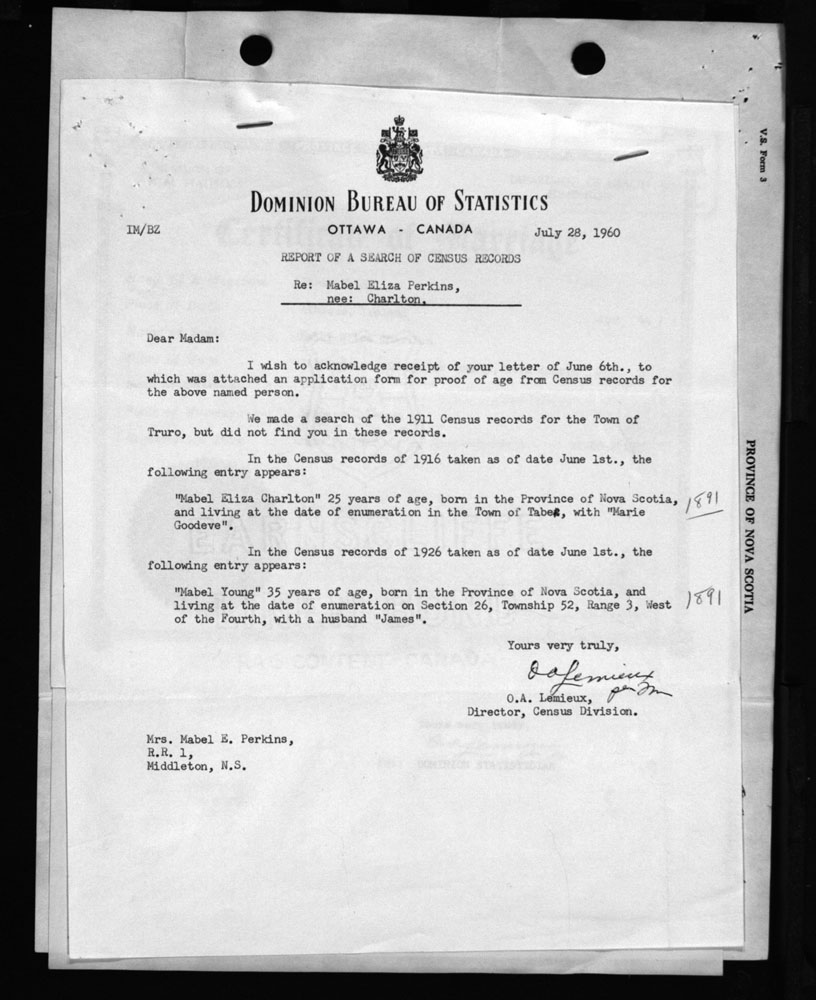 V.S. Form 3
DOMINION BUREAU OF STATISTICS
IM/BZ
OTTAWA - CANADA
July 28, 1960
REPORT OF A SEARCH OF CENSUS RECORDS
Re: Mabel Eliza Perkins,
nee: Charlton.
Dear Madam:
I wish to acknowledge receipt of your letter of June 6th., to
which was attached an application form for proof of age from Census records for
the above named person.
We made a search of the 1911 Census records for the Town of
Truro, but did not find you in these records.
In the Census records of 1916 taken as of date June 1st., the
following entry appears:
"Mabel Eliza Charlton" 25 years of age, born in the Province of Nova Scotia,
and living at the date of enumeration in the Town of Taber, with "Marie
Goodeve".
1891
In the Census records of 1926 taken as of date June 1st., the
following entry appears:
"Mabel Young" 35 years of age, born in the Province of Nova Scotia, and
living at the date of enumeration on Section 26, Township 52, Range 3, West
of the Fourth, with a husband "James".
1891
PROVINCE OF NOVA SCOTIA
Yours very truly,
O A Lemieux
per
O.A. Lemieux,
Director, Census Division.
Mrs. Mabel E. Perkins,
R.R. 1,
Middleton, N.S.